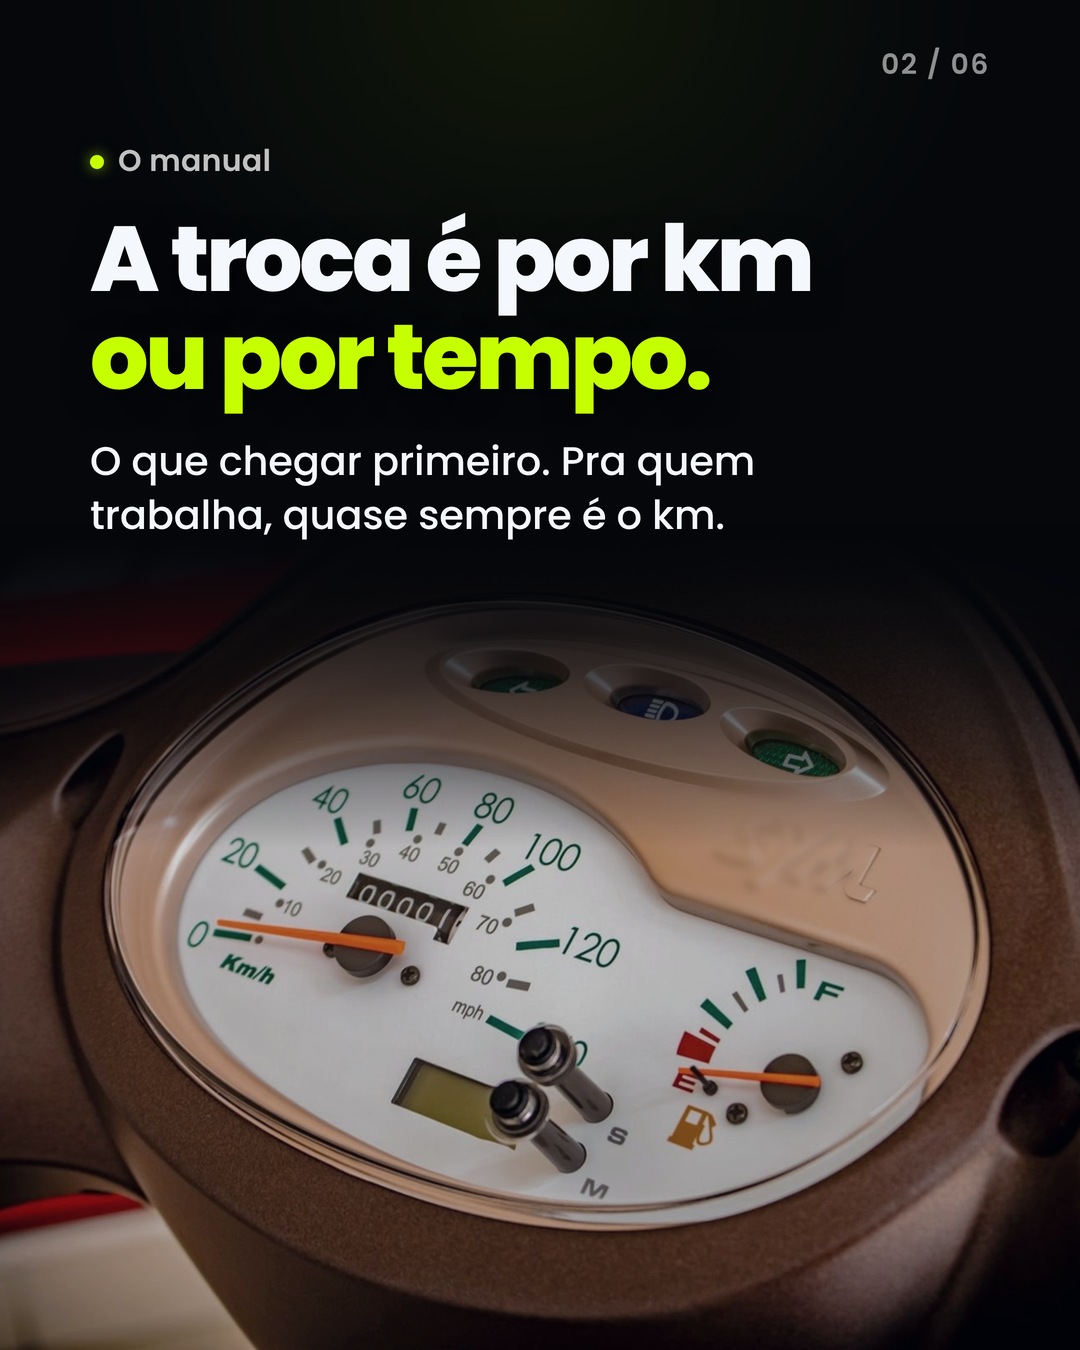 02 / 06
O manual
A troca é por km
ou por tempo.
O que chegar primeiro. Pra quem
trabalha, quase sempre é o km.
0
20
40
60
80
100
120
10
20
30
40
50
60
70
80
00001
Km/h
mph
F
E
S
M